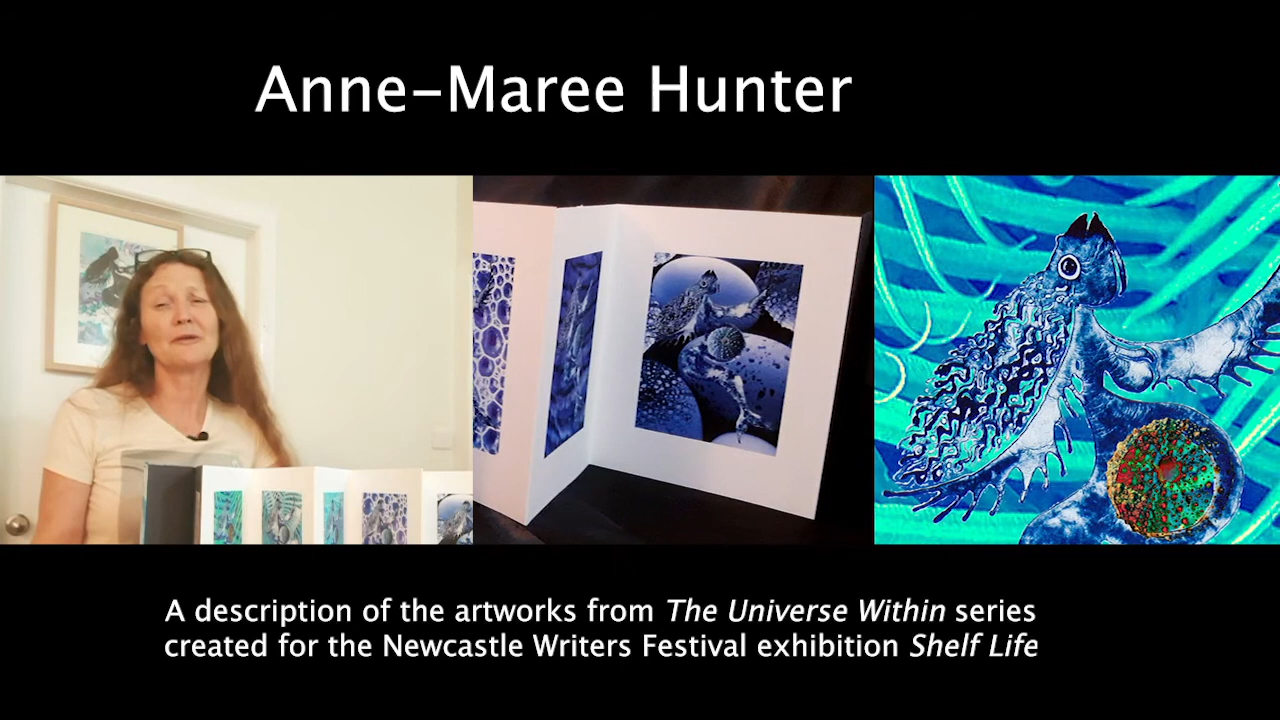 Anne-Maree Hunter
A description of the artworks from The Universe Within series
created for the Newcastle Writers Festival exhibition Shelf Life